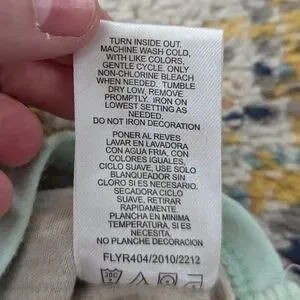 TURN INSIDE OUT.
MACHINE WASH COLD,
WITH LIKE COLORS,
GENTLE CYCLE. ONLY
NON-CHLORINE BLEACH
WHEN NEEDED. TUMBLE
DRY LOW, REMOVE
PROMPTLY. IRON ON
LOWEST SETTING AS
NEEDED.
DO NOT IRON DECORATION
PONER AL REVES
LAVAR EN LAVADORA
CON AGUA FRIA, CON
COLORES IGUALES,
CICLO SUAVE, USE SOLO
BLANQUEADOR SIN
CLORO SI ES NECESARIO.
SECADORA CICLO
SUAVE, RETIRAR
RAPIDAMENTE.
PLANCHA EN MINIMA
TEMPERATURA, SI ES
NECESARIO.
NO PLANCHE DECORACION
FLYR404/2010/2212
30C